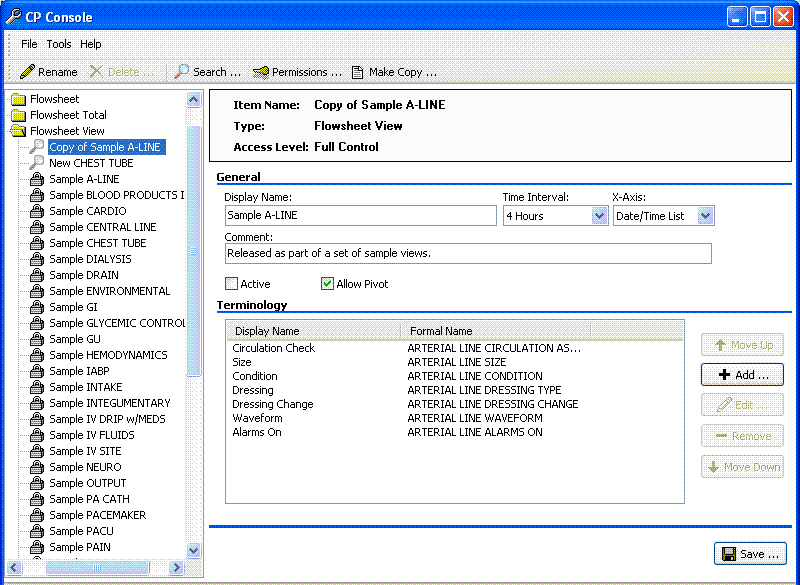 CP Console
File Tools Help
Rename Delete ... Search ... Permissions ... Make Copy ...
Flowsheet
Flowsheet Total
Flowsheet View
Copy of Sample A-LINE
New CHEST TUBE
Sample A-LINE
Sample BLOOD PRODUCTS I
Sample CARDIO
Sample CENTRAL LINE
Sample CHEST TUBE
Sample DIALYSIS
Sample DRAIN
Sample ENVIRONMENTAL
Sample GI
Sample GLYCEMIC CONTROL
Sample GU
Sample HEMODYNAMICS
Sample IABP
Sample INTAKE
Sample INTEGUMENTARY
Sample IV DRIP w/MEDS
Sample IV FLUIDS
Sample IV SITE
Sample NEURO
Sample OUTPUT
Sample PA CATH
Sample PACEMAKER
Sample PACU
Sample PAIN
Item Name: Copy of Sample A-LINE
Type: Flowsheet View
Access Level: Full Control
General
Display Name: Time Interval: X-Axis:
Sample A-LINE 4 Hours Date/Time List
Comment:
Released as part of a set of sample views.
Active Allow Pivot
Terminology
Display Name Formal Name
Circulation Check ARTERIAL LINE CIRCULATION AS...
Size ARTERIAL LINE SIZE
Condition ARTERIAL LINE CONDITION
Dressing ARTERIAL LINE DRESSING TYPE
Dressing Change ARTERIAL LINE DRESSING CHANGE
Waveform ARTERIAL LINE WAVEFORM
Alarms On ARTERIAL LINE ALARMS ON
Move Up
Add ...
Edit ...
Remove
Move Down
Save ...